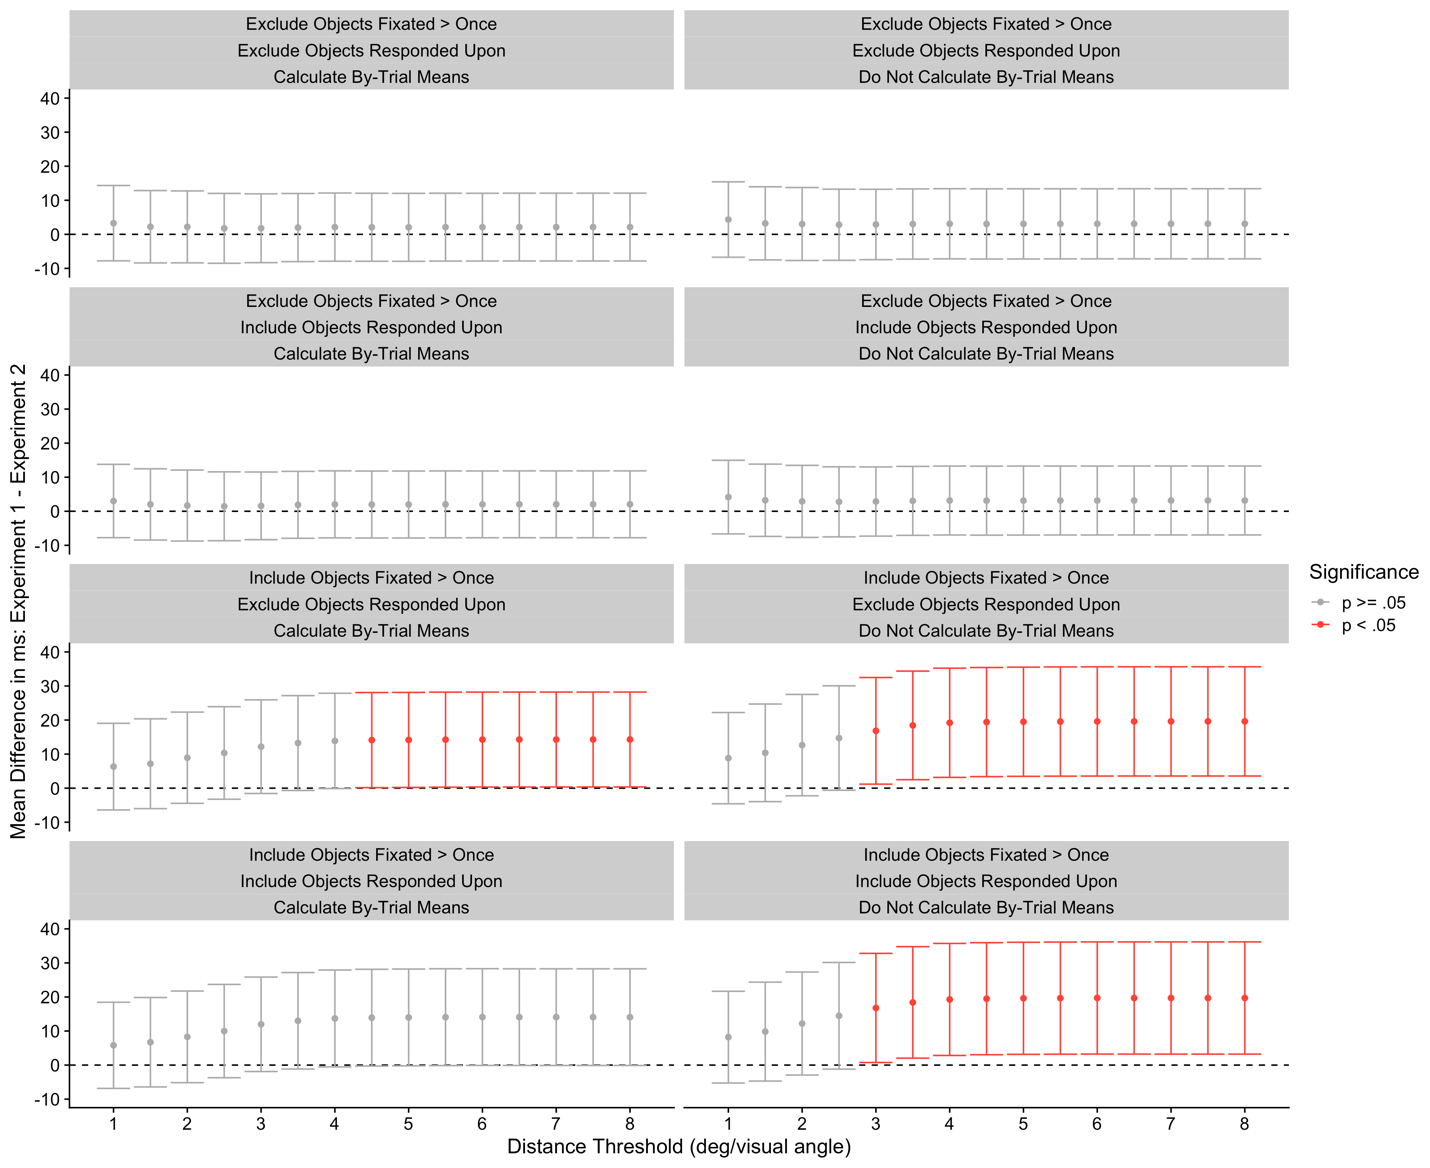 Exclude Objects Fixated > Once
Exclude Objects Responded Upon
Calculate By-Trial Means
Exclude Objects Fixated > Once
Exclude Objects Responded Upon
Do Not Calculate By-Trial Means
40
30
20
10
0
-10
Exclude Objects Fixated > Once
Include Objects Responded Upon
Calculate By-Trial Means
Exclude Objects Fixated > Once
Include Objects Responded Upon
Do Not Calculate By-Trial Means
40
30
20
10
0
-10
Mean Difference in ms: Experiment 1 - Experiment 2
Include Objects Fixated > Once
Exclude Objects Responded Upon
Calculate By-Trial Means
Include Objects Fixated > Once
Exclude Objects Responded Upon
Do Not Calculate By-Trial Means
40
30
20
10
0
-10
Significance
p >= .05
p < .05
Include Objects Fixated > Once
Include Objects Responded Upon
Calculate By-Trial Means
Include Objects Fixated > Once
Include Objects Responded Upon
Do Not Calculate By-Trial Means
40
30
20
10
0
-10
1 2 3 4 5 6 7 8
1 2 3 4 5 6 7 8
Distance Threshold (deg/visual angle)